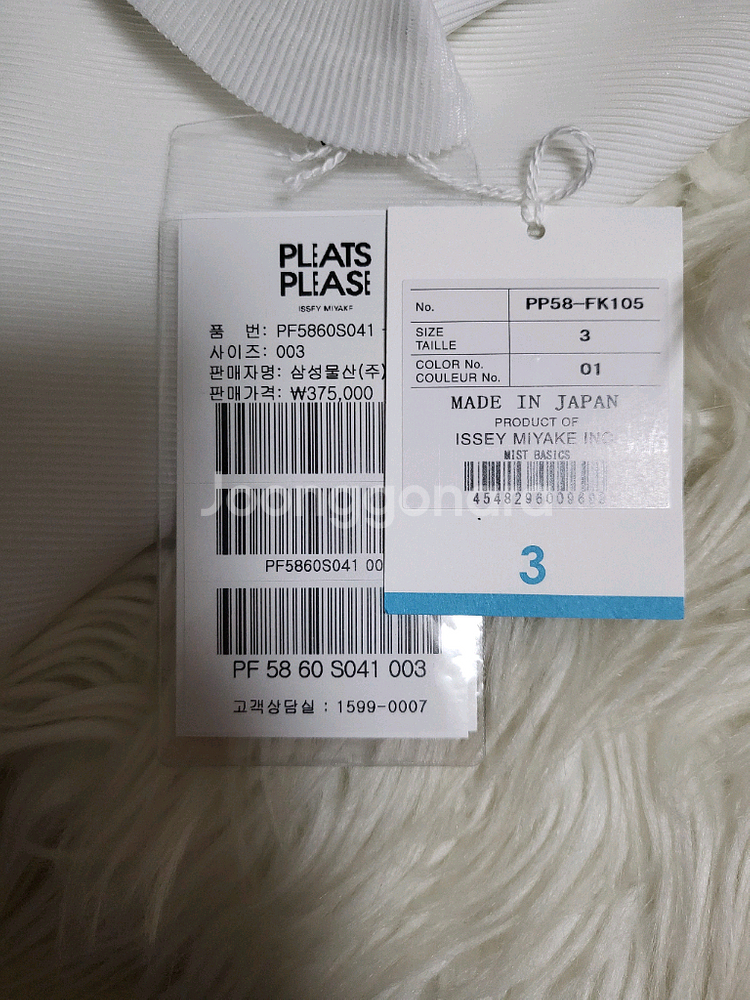 PLEATS
PLEASE
ISSEY MIYAKE
품 번: PF5860S041 -
사이즈: 003
판매자명: 삼성물산(주)
판매가격: ₩375,000
PF5860S041 00
PF 58 60 S041 003
고객상담실 : 1599-0007
No. PP58-FK105
SIZE
TAILLE 3
COLOR No.
COULEUR No. 01
MADE IN JAPAN
PRODUCT OF
ISSEY MIYAKE INC.
MIST BASICS
3
Joonggonara